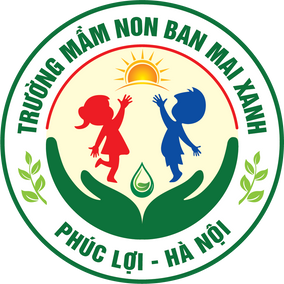 TRƯỜNG MẦM NON BAN MAI XANH
PHÚC LỢI - HÀ NỘI